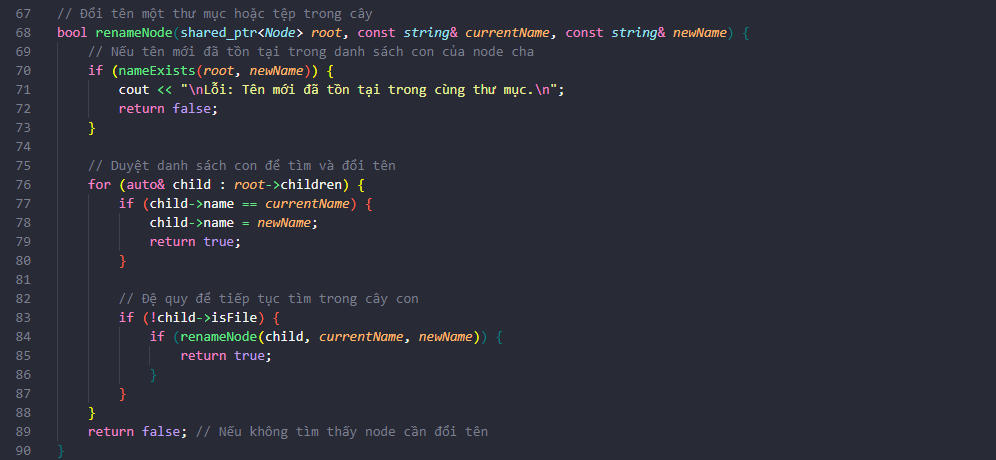 67 // Đổi tên một thư mục hoặc tệp trong cây
68 bool renameNode(shared_ptr<Node> root, const string& currentName, const string& newName) {
69     // Nếu tên mới đã tồn tại trong danh sách con của node cha
70     if (nameExists(root, newName)) {
71         cout << "\nLỗi: Tên mới đã tồn tại trong cùng thư mục.\n";
72         return false;
73     }
74
75     // Duyệt danh sách con để tìm và đổi tên
76     for (auto& child : root->children) {
77         if (child->name == currentName) {
78             child->name = newName;
79             return true;
80         }
81
82         // Đệ quy để tiếp tục tìm trong cây con
83         if (!child->isFile) {
84             if (renameNode(child, currentName, newName)) {
85                 return true;
86             }
87         }
88     }
89     return false; // Nếu không tìm thấy node cần đổi tên
90 }